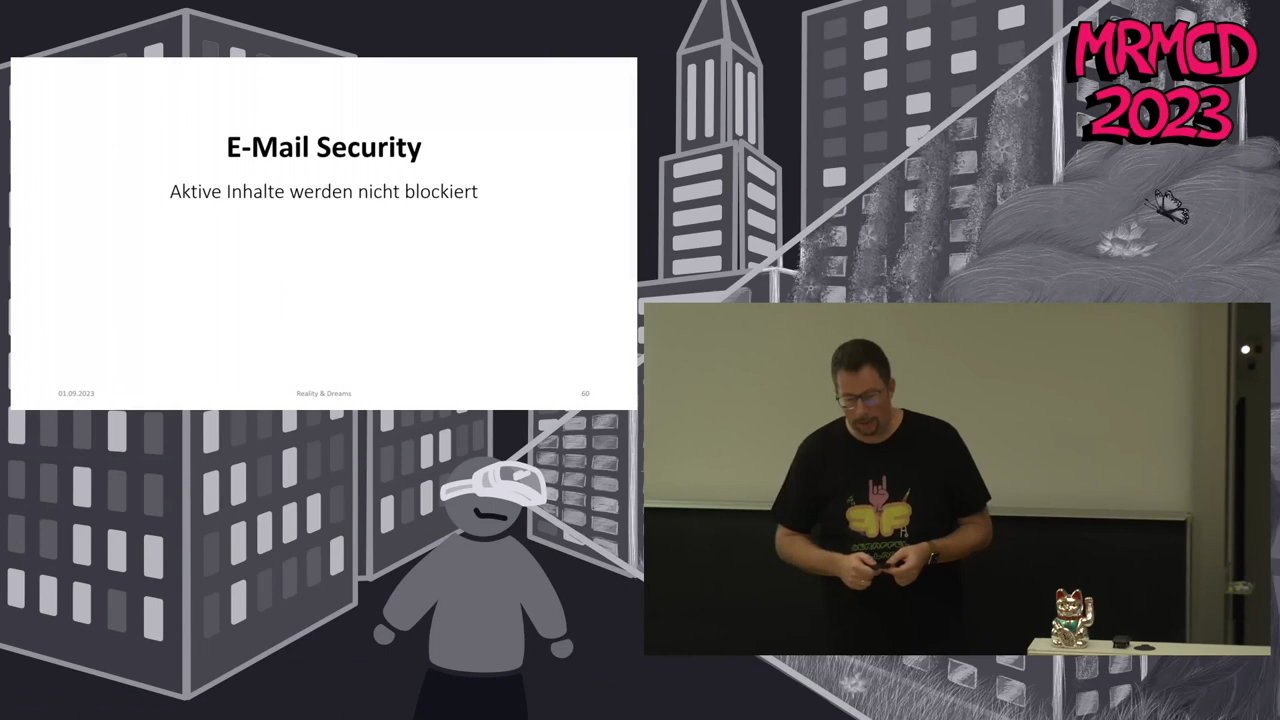 E-Mail Security
Aktive Inhalte werden nicht blockiert
01.09.2023
Reality & Dreams
60
MRMCD
2023